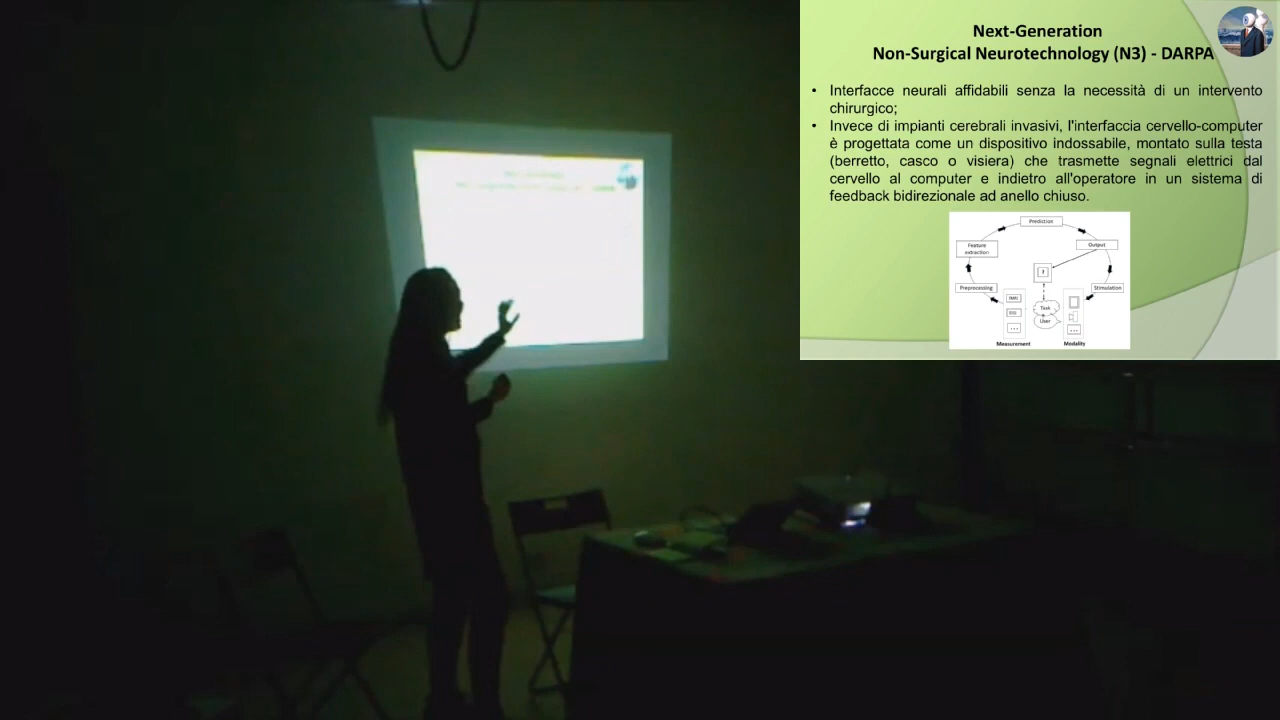 Next-Generation
Non-Surgical Neurotechnology (N3) - DARPA
• Interfacce neurali affidabili senza la necessità di un intervento
chirurgico;
• Invece di impianti cerebrali invasivi, l'interfaccia cervello-computer
è progettata come un dispositivo indossabile, montato sulla testa
(berretto, casco o visiera) che trasmette segnali elettrici dal
cervello al computer e indietro all'operatore in un sistema di
feedback bidirezionale ad anello chiuso.
Prediction
Feature
extraction
Output
?
Preprocessing
Stimulation
EEG
Task
User
...
...
Measurement
Modality